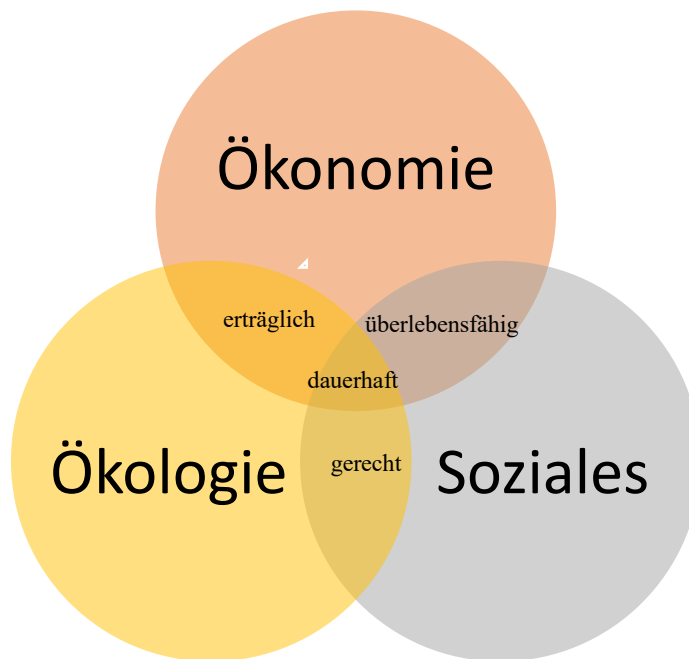 Ökonomie
erträglich
überlebensfähig
dauerhaft
gerecht
Ökologie
Soziales